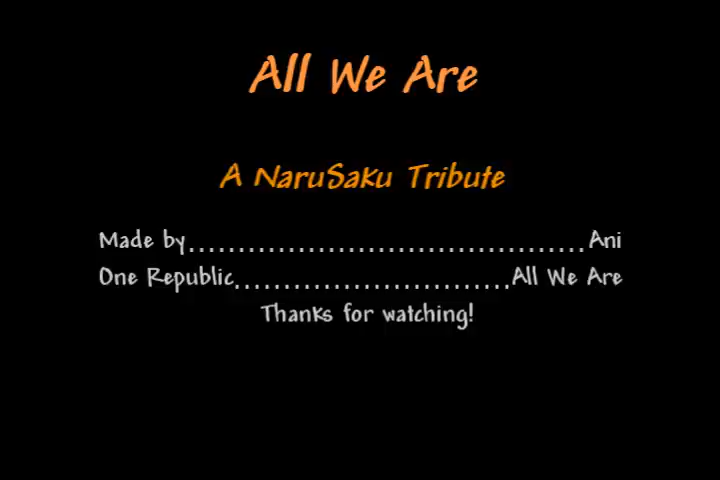 All We Are
A NaruSaku Tribute
Made by........................................Ani
One Republic............................All We Are
Thanks for watching!